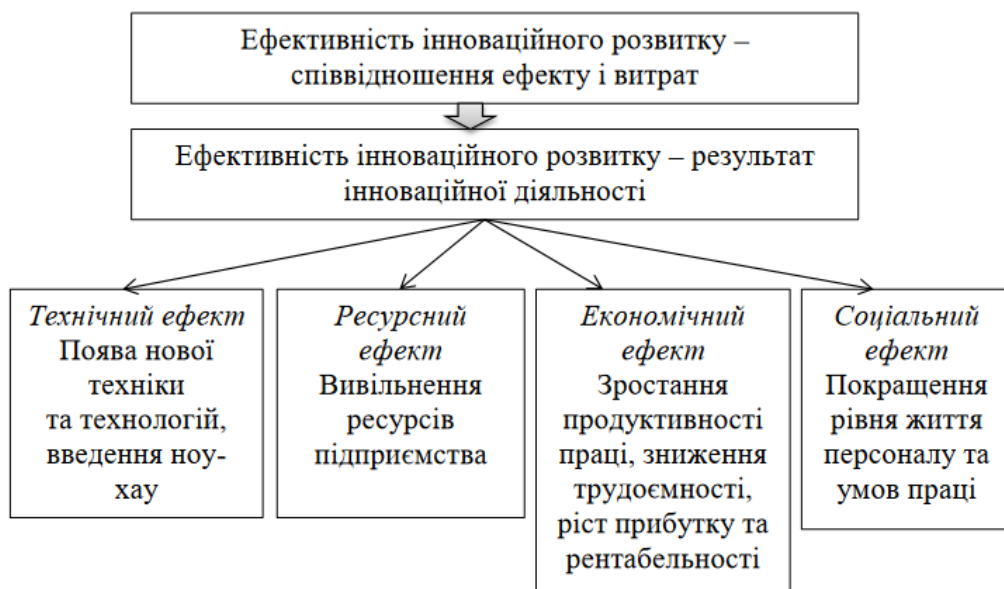 Ефективність інноваційного розвитку –
співвідношення ефекту і витрат
Ефективність інноваційного розвитку – результат
інноваційної діяльності
Технічний ефект
Поява нової
техніки
та технологій,
введення ноу-
хау
Ресурсний
ефект
Вивільнення
ресурсів
підприємства
Економічний
ефект
Зростання
продуктивності
праці, зниження
трудоємності,
ріст прибутку та
рентабельності
Соціальний
ефект
Покращення
рівня життя
персоналу та
умов праці